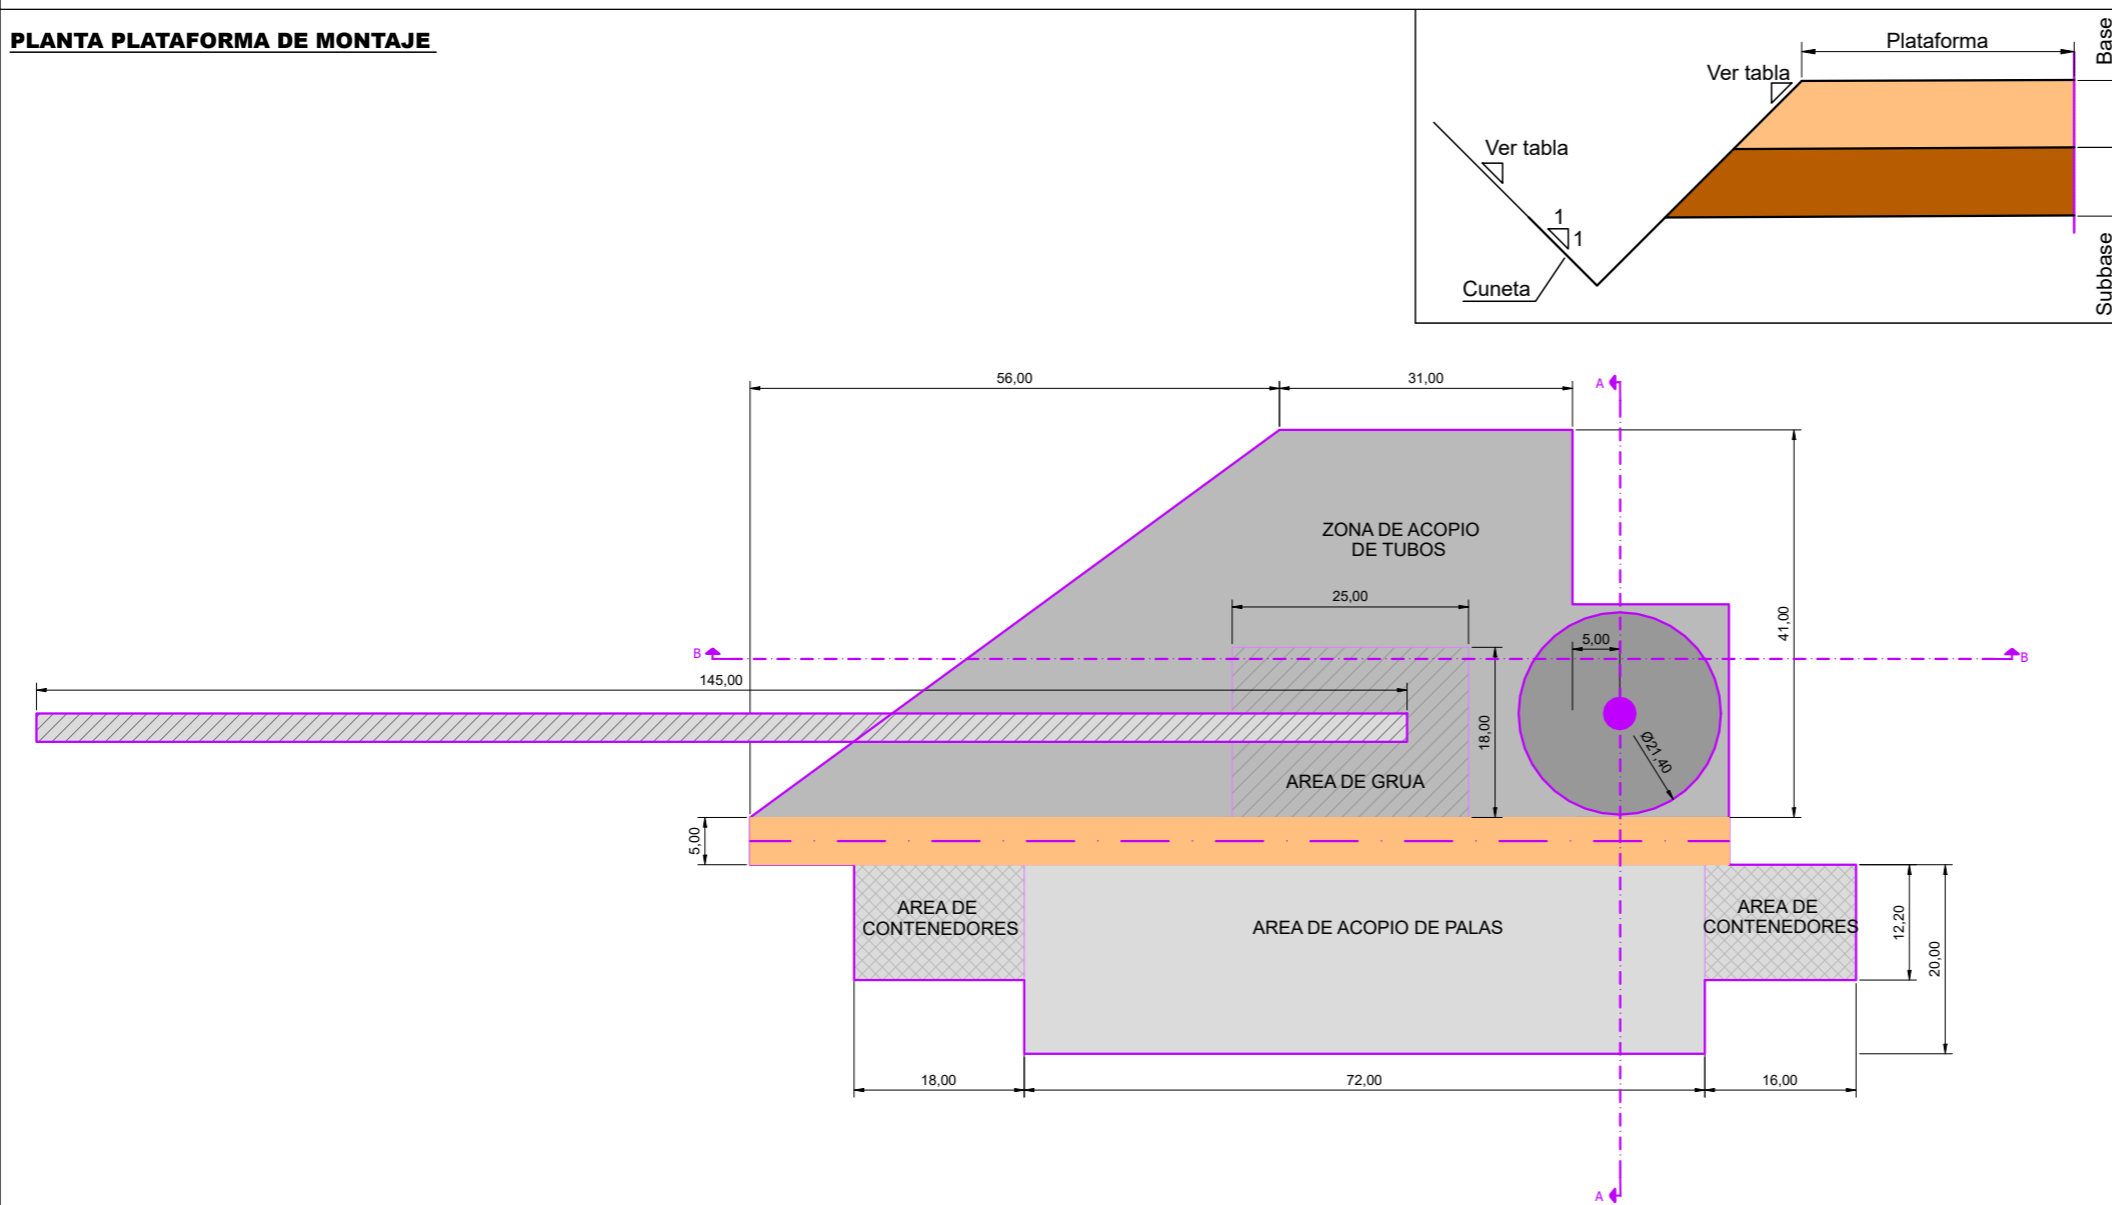 PLANTA PLATAFORMA DE MONTAJE
Plataforma
Base
Ver tabla
Ver tabla
1
1
Cuneta
Subbase
56,00
31,00
A
ZONA DE ACOPIO
DE TUBOS
25,00
41,00
5,00
B
B
145,00
18,00
Ø21,40
AREA DE GRUA
5,00
AREA DE
CONTENEDORES
AREA DE ACOPIO DE PALAS
AREA DE
CONTENEDORES
12,20
20,00
18,00
72,00
16,00
A